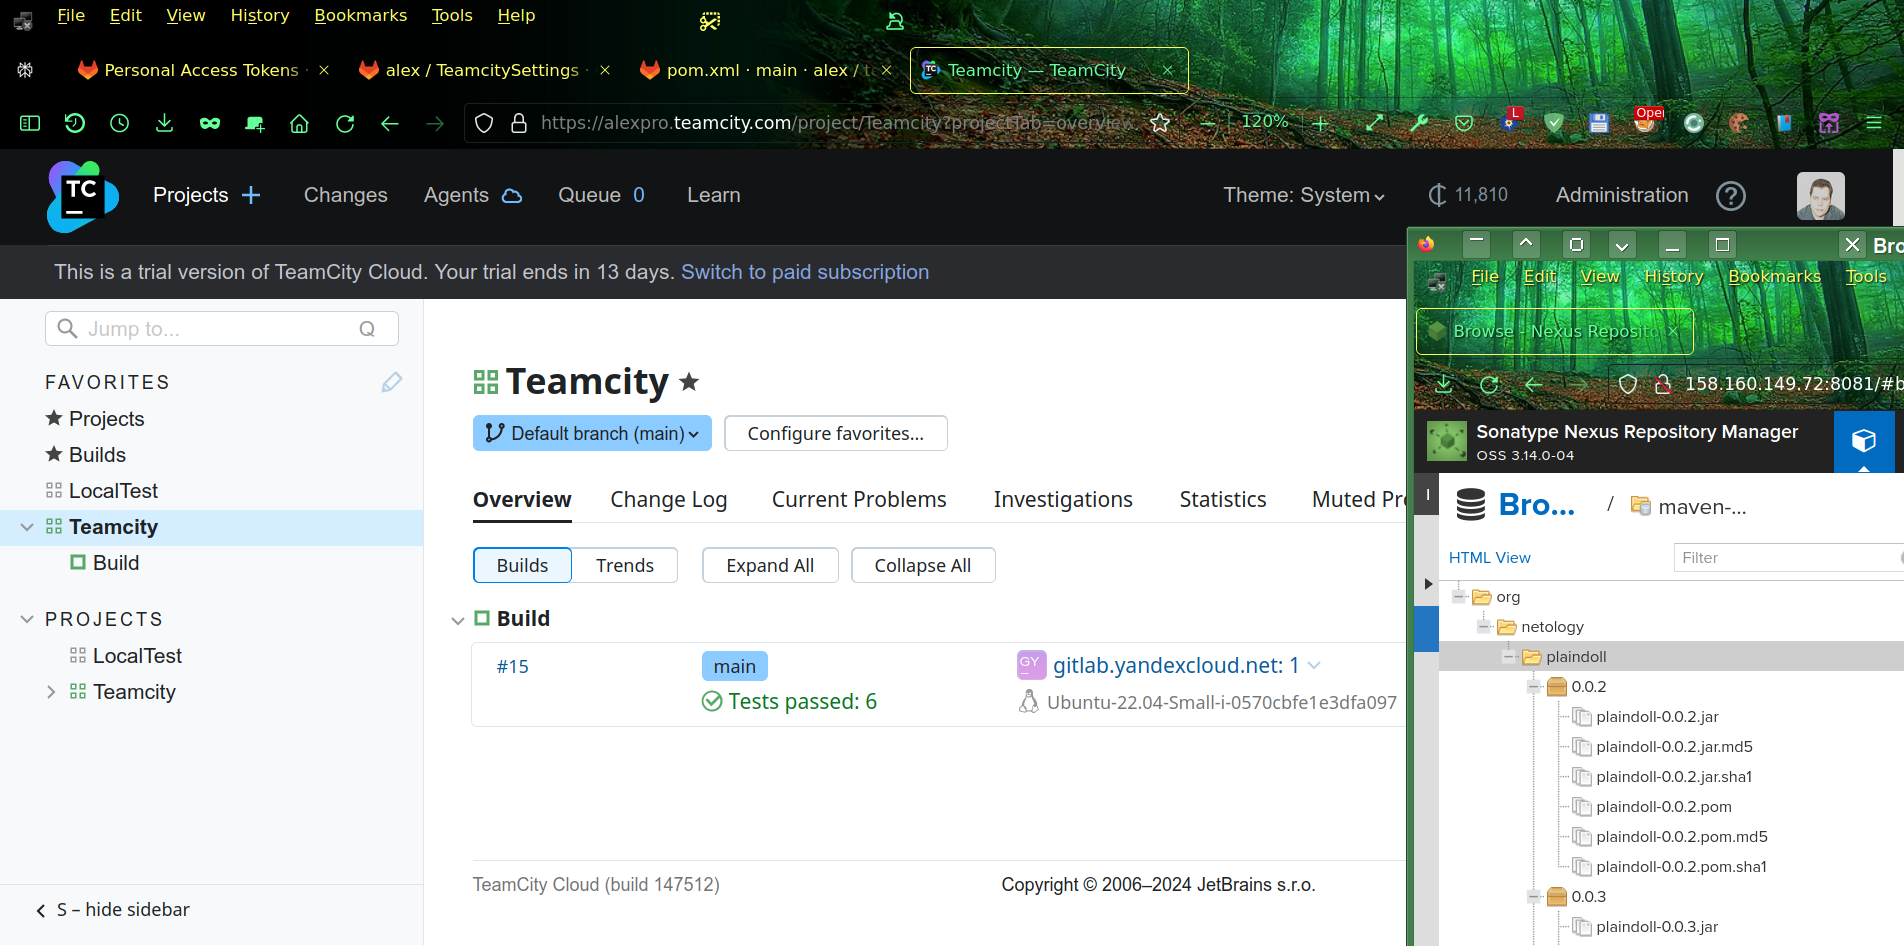 File Edit View History Bookmarks Tools Help
Personal Access Tokens
alex / TeamcitySettings
pom.xml · main · alex /
Teamcity — TeamCity
https://alexpro.teamcity.com/project/Teamcity?projectTab=overview
120%
L
Oper
TC
Projects
Changes
Agents
Queue 0
Learn
Theme: System
11,810
Administration
?
This is a trial version of TeamCity Cloud. Your trial ends in 13 days. Switch to paid subscription
Jump to...
Q
FAVORITES
Projects
Builds
LocalTest
Teamcity
Build
PROJECTS
LocalTest
Teamcity
S – hide sidebar
Teamcity
Default branch (main)
Configure favorites...
Overview
Change Log
Current Problems
Investigations
Statistics
Muted Pr
Builds
Trends
Expand All
Collapse All
Build
#15
main
GY
gitlab.yandexcloud.net: 1
Tests passed: 6
Ubuntu-22.04-Small-i-0570cbfe1e3dfa097
TeamCity Cloud (build 147512)
Copyright © 2006–2024 JetBrains s.r.o.
Bro
File Edit View History Bookmarks Tools
Browse - Nexus Reposito
158.160.149.72:8081/#b
Sonatype Nexus Repository Manager
OSS 3.14.0-04
Bro... / maven-...
HTML View
Filter
org
netology
plaindoll
0.0.2
plaindoll-0.0.2.jar
plaindoll-0.0.2.jar.md5
plaindoll-0.0.2.jar.sha1
plaindoll-0.0.2.pom
plaindoll-0.0.2.pom.md5
plaindoll-0.0.2.pom.sha1
0.0.3
plaindoll-0.0.3.jar